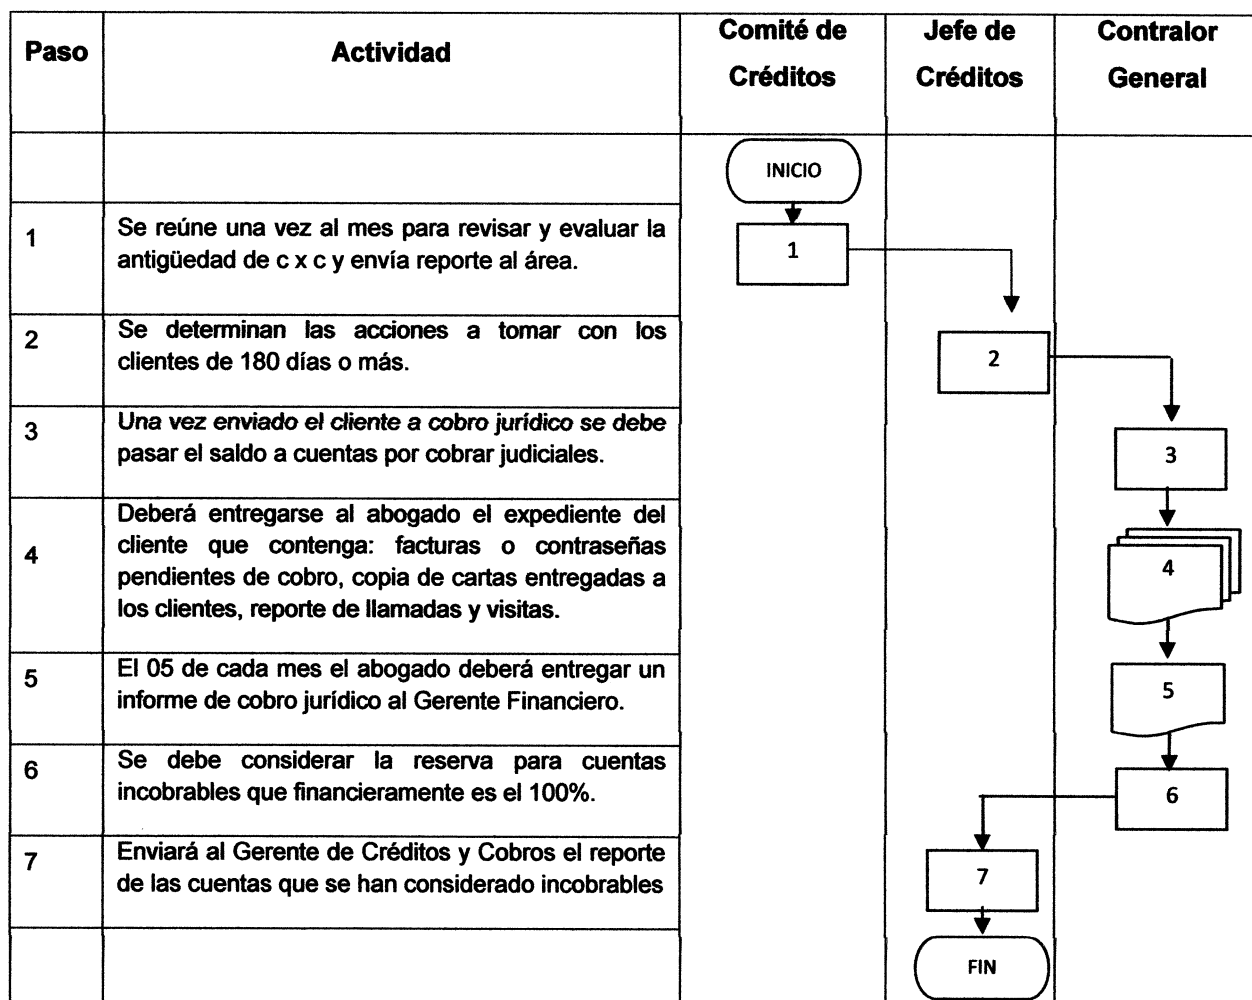 Paso
Actividad
Comité de
Créditos
Jefe de
Créditos
Contralor
General
INICIO
1
Se reúne una vez al mes para revisar y evaluar la
antigüedad de c x c y envía reporte al área.
1
2
Se determinan las acciones a tomar con los
clientes de 180 días o más.
2
3
Una vez enviado el cliente a cobro jurídico se debe
pasar el saldo a cuentas por cobrar judiciales.
3
4
Deberá entregarse al abogado el expediente del
cliente que contenga: facturas o contraseñas
pendientes de cobro, copia de cartas entregadas a
los clientes, reporte de llamadas y visitas.
4
5
El 05 de cada mes el abogado deberá entregar un
informe de cobro jurídico al Gerente Financiero.
5
6
Se debe considerar la reserva para cuentas
incobrables que financieramente es el 100%.
6
7
Enviará al Gerente de Créditos y Cobros el reporte
de las cuentas que se han considerado incobrables
7
FIN